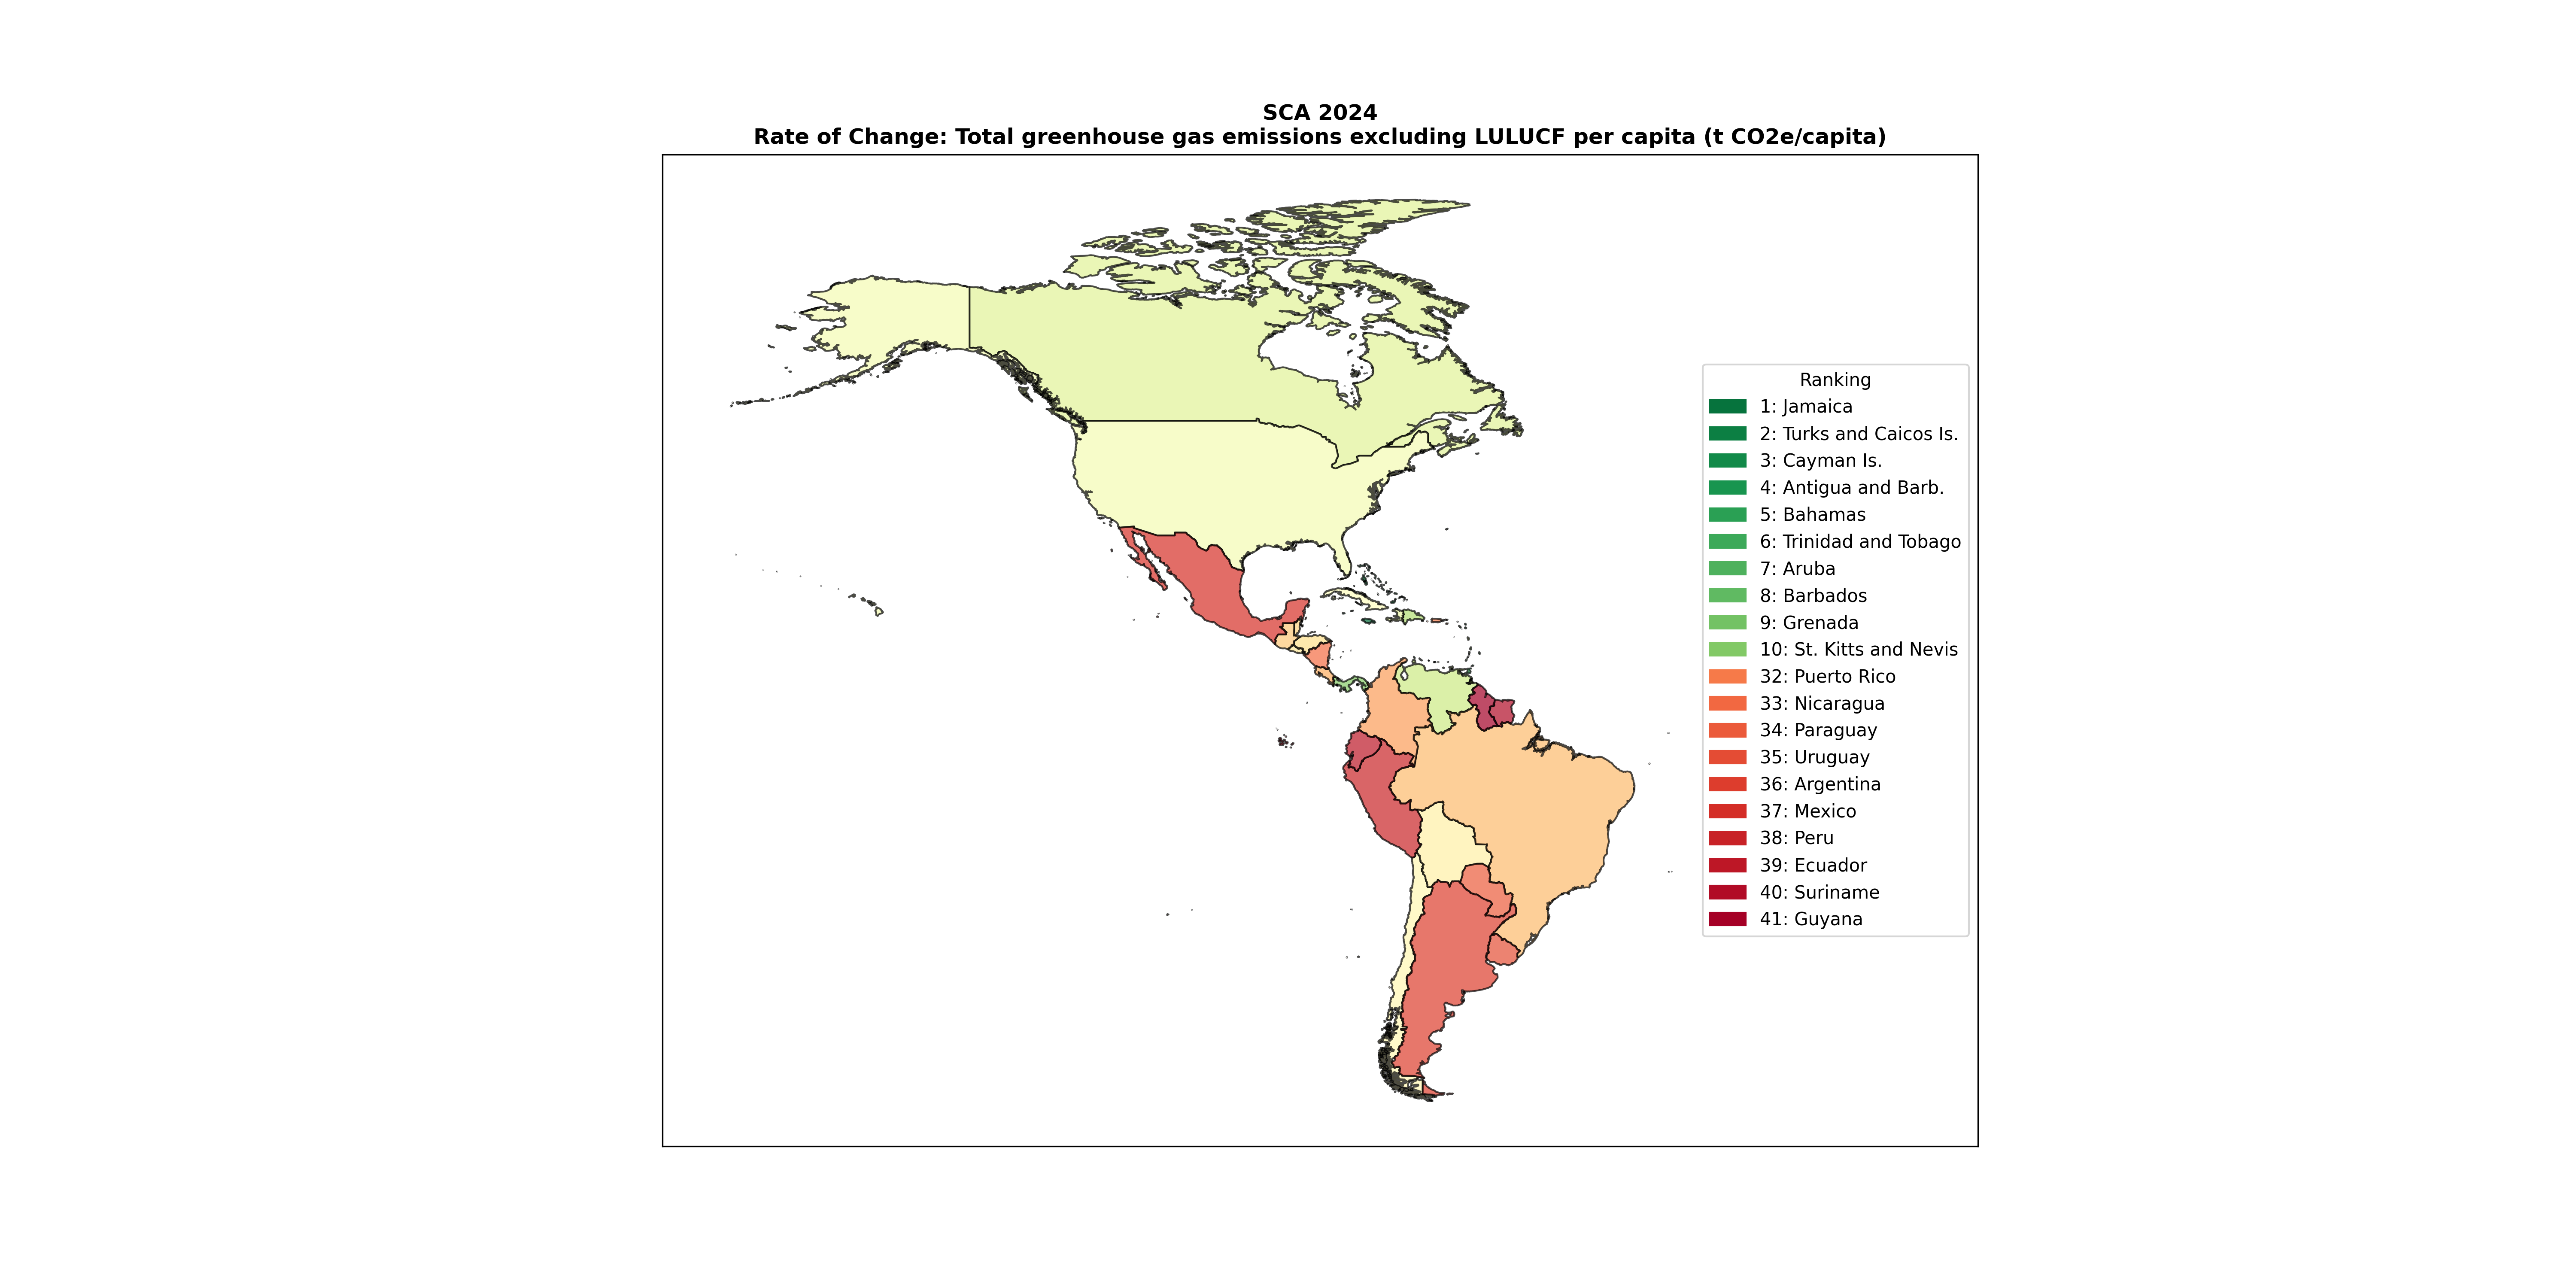 SCA 2024
Rate of Change: Total greenhouse gas emissions excluding LULUCF per capita (t CO2e/capita)
Ranking
1: Jamaica
2: Turks and Caicos Is.
3: Cayman Is.
4: Antigua and Barb.
5: Bahamas
6: Trinidad and Tobago
7: Aruba
8: Barbados
9: Grenada
10: St. Kitts and Nevis
32: Puerto Rico
33: Nicaragua
34: Paraguay
35: Uruguay
36: Argentina
37: Mexico
38: Peru
39: Ecuador
40: Suriname
41: Guyana